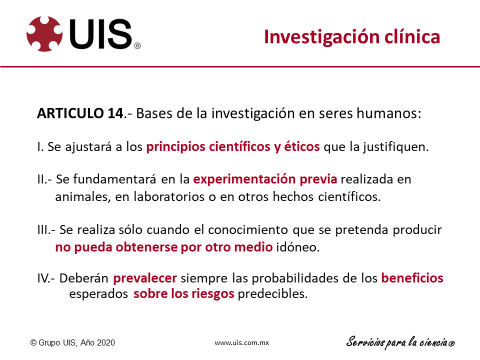 UIS®
Investigación clínica
ARTICULO 14.- Bases de la investigación en seres humanos:
I. Se ajustará a los principios científicos y éticos que la justifiquen.
II.- Se fundamentará en la experimentación previa realizada en
animales, en laboratorios o en otros hechos científicos.
III.- Se realiza sólo cuando el conocimiento que se pretenda producir
no pueda obtenerse por otro medio idóneo.
IV.- Deberán prevalecer siempre las probabilidades de los beneficios
esperados sobre los riesgos predecibles.
© Grupo UIS, Año 2020
www.uis.com.mx
Servicios para la ciencia®